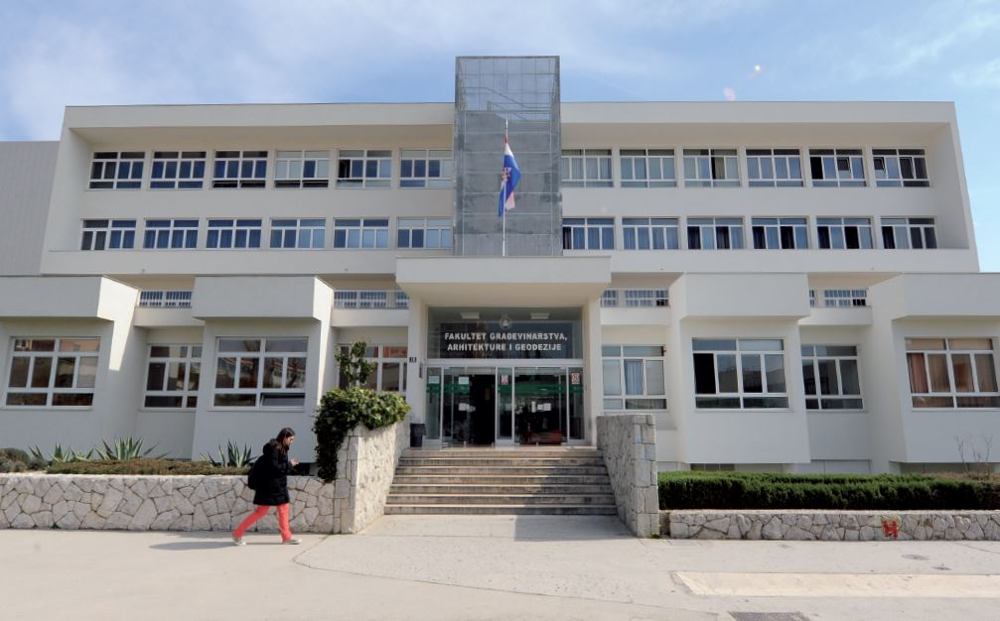 FAKULTET GRAĐEVINARSTVA,
ARHITEKTURE I GEODEZIJE